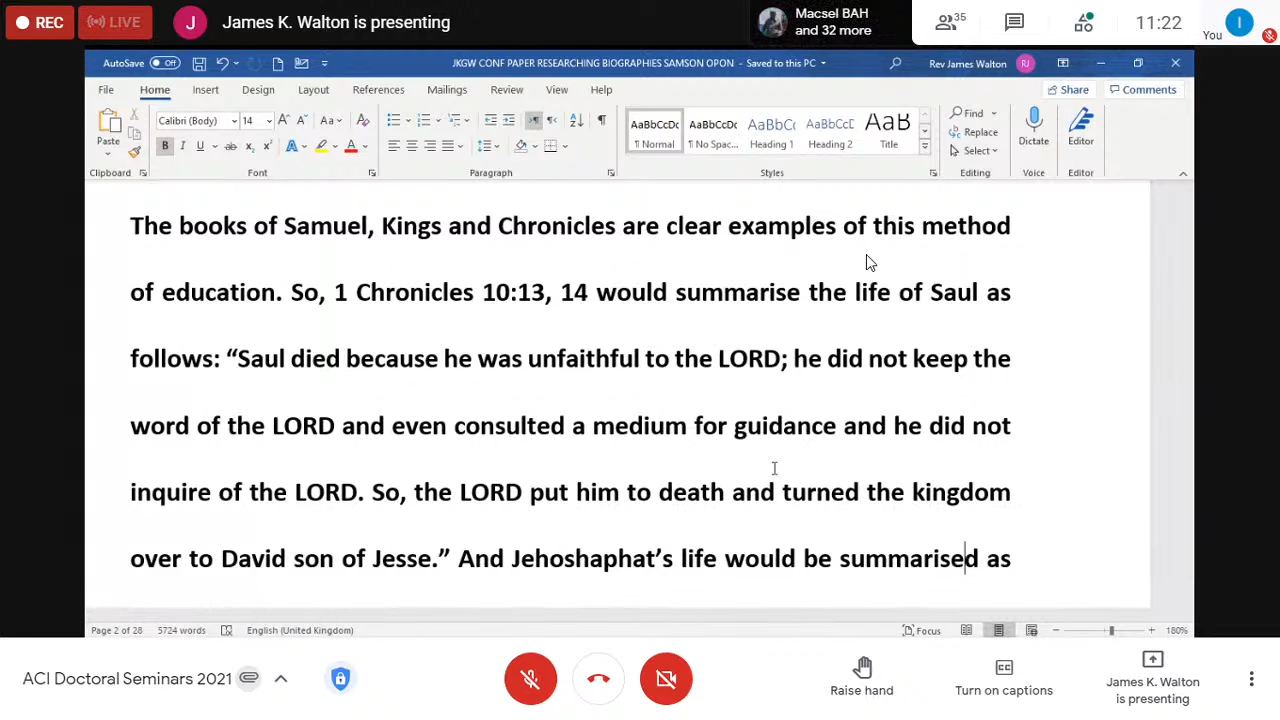 REC
LIVE
J
James K. Walton is presenting
Macsel BAH
and 32 more
35
11:22
You
I
AutoSave Off
JKGW CONF PAPER RESEARCHING BIOGRAPHIES SAMSON OPON - Saved to this PC
Rev James Walton
RJ
File Home Insert Design Layout References Mailings Review View Help
Share
Comments
Calibri (Body)
14
Paste
AaBbCcDc
¶ Normal
AaBbCcDc
¶ No Spac...
AaBbCc
Heading 1
AaBbCcD
Heading 2
AaB
Title
Find
Replace
Select
Dictate
Editor
Clipboard
Font
Paragraph
Styles
Editing
Voice
Editor
The books of Samuel, Kings and Chronicles are clear examples of this method
of education. So, 1 Chronicles 10:13, 14 would summarise the life of Saul as
follows: “Saul died because he was unfaithful to the LORD; he did not keep the
word of the LORD and even consulted a medium for guidance and he did not
inquire of the LORD. So, the LORD put him to death and turned the kingdom
over to David son of Jesse.” And Jehoshaphat’s life would be summarised as
Page 2 of 28
5724 words
English (United Kingdom)
Focus
180%
ACI Doctoral Seminars 2021
Raise hand
Turn on captions
James K. Walton
is presenting